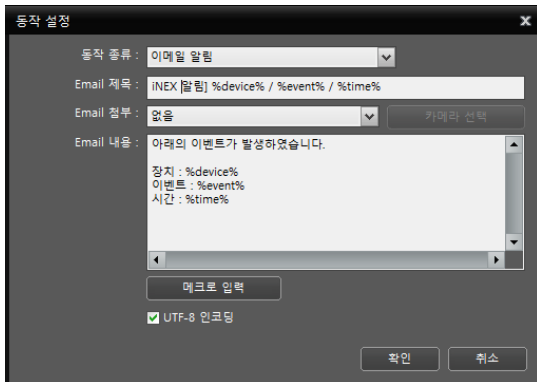 동작 설정
동작 종류 : 이메일 알림
Email 제목 : iNEX [알림] %device% / %event% / %time%
Email 첨부 : 없음 카메라 선택
Email 내용 : 아래의 이벤트가 발생하였습니다.
장치 : %device%
이벤트 : %event%
시간 : %time%
메크로 입력
UTF-8 인코딩
확인 취소